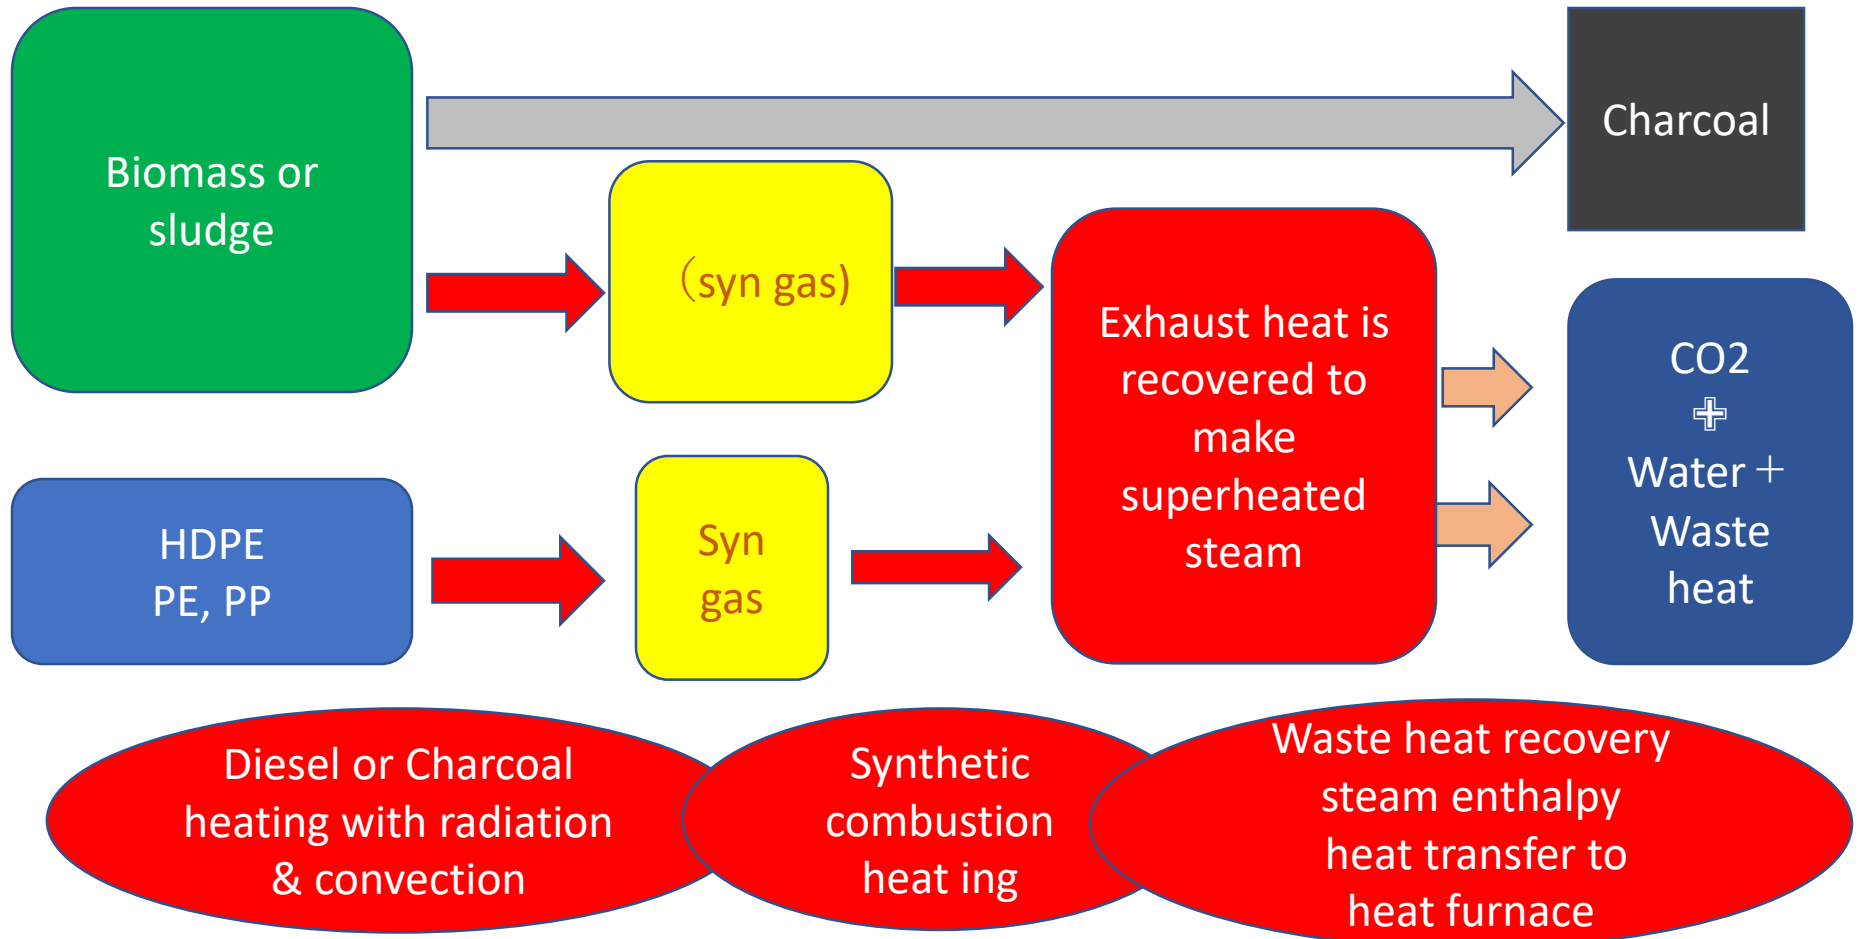 Biomass or
sludge
Charcoal
（syn gas)
Exhaust heat is
recovered to
make
superheated
steam
CO2
✙
Water＋
Waste
heat
HDPE
PE, PP
Syn
gas
Diesel or Charcoal
heating with radiation
& convection
Synthetic
combustion
heat ing
Waste heat recovery
steam enthalpy
heat transfer to
heat furnace